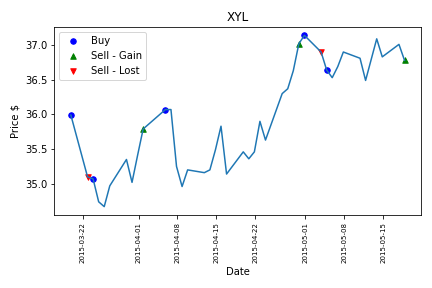 XYL
Buy
Sell - Gain
Sell - Lost
Price $
37.0
36.5
36.0
35.5
35.0
2015-03-22
2015-04-01
2015-04-08
2015-04-15
2015-04-22
2015-05-01
2015-05-08
2015-05-15
Date